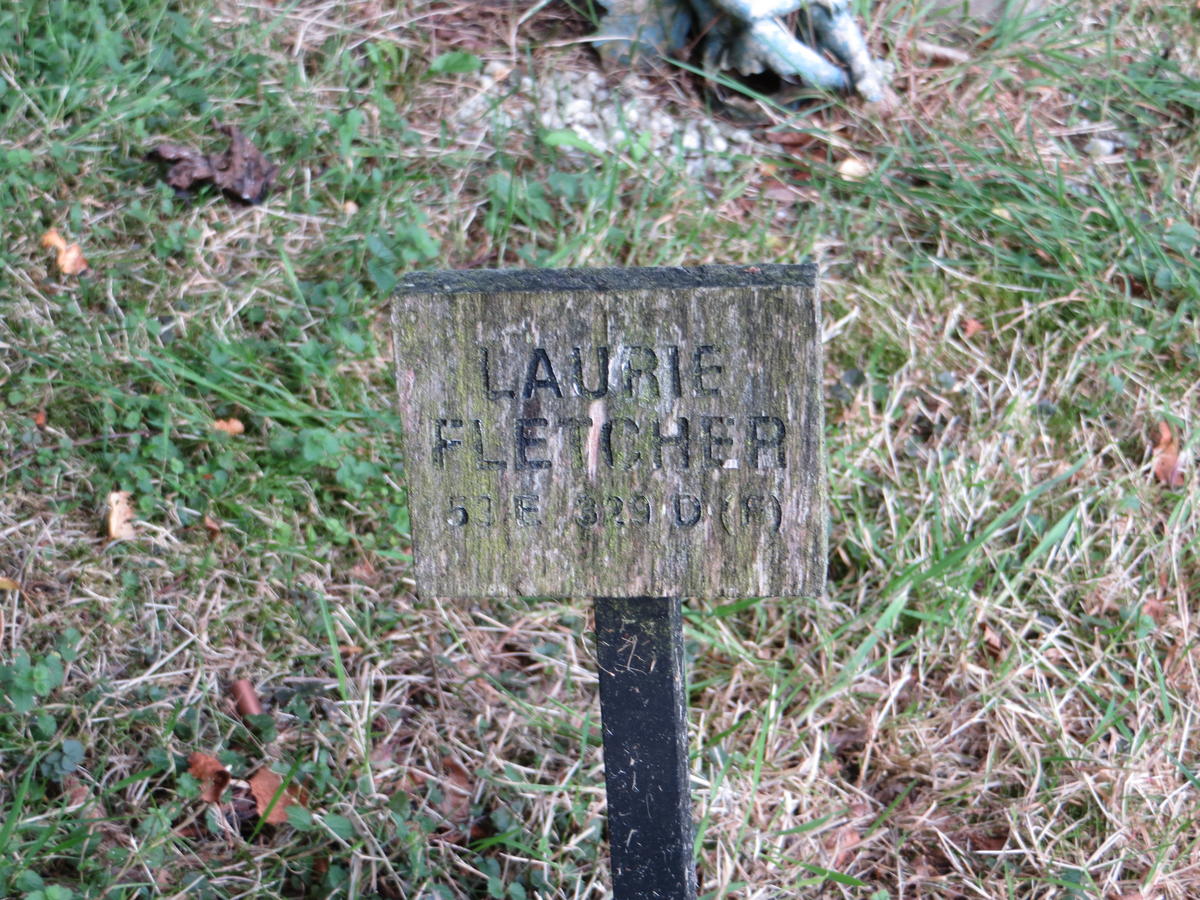 LAURIE
FLETCHER
53 E 329 D (F)